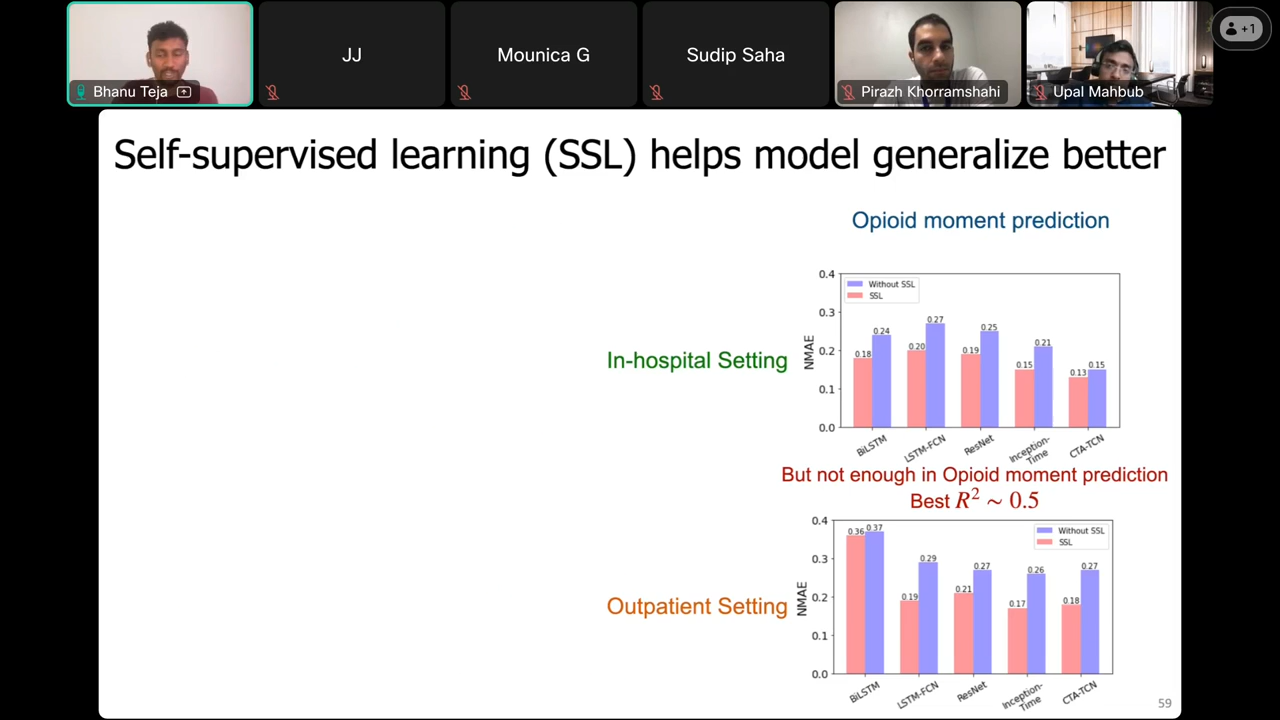 JJ
Mounica G
Sudip Saha
+1
Bhanu Teja
Pirazh Khorramshahi
Upal Mahbub
Self-supervised learning (SSL) helps model generalize better
Opioid moment prediction
In-hospital Setting
NMAE
0.4
0.3
0.2
0.1
0.0
Without SSL
SSL
0.18
0.24
0.20
0.27
0.19
0.25
0.15
0.21
0.13
0.15
BiLSTM
LSTM-FCN
ResNet
Inception-
Time
CTA-TCN
But not enough in Opioid moment prediction
Best R² ~ 0.5
Outpatient Setting
NMAE
0.4
0.3
0.2
0.1
0.0
Without SSL
SSL
0.36
0.37
0.19
0.29
0.21
0.27
0.17
0.26
0.18
0.27
BiLSTM
LSTM-FCN
ResNet
Inception-
Time
CTA-TCN
59